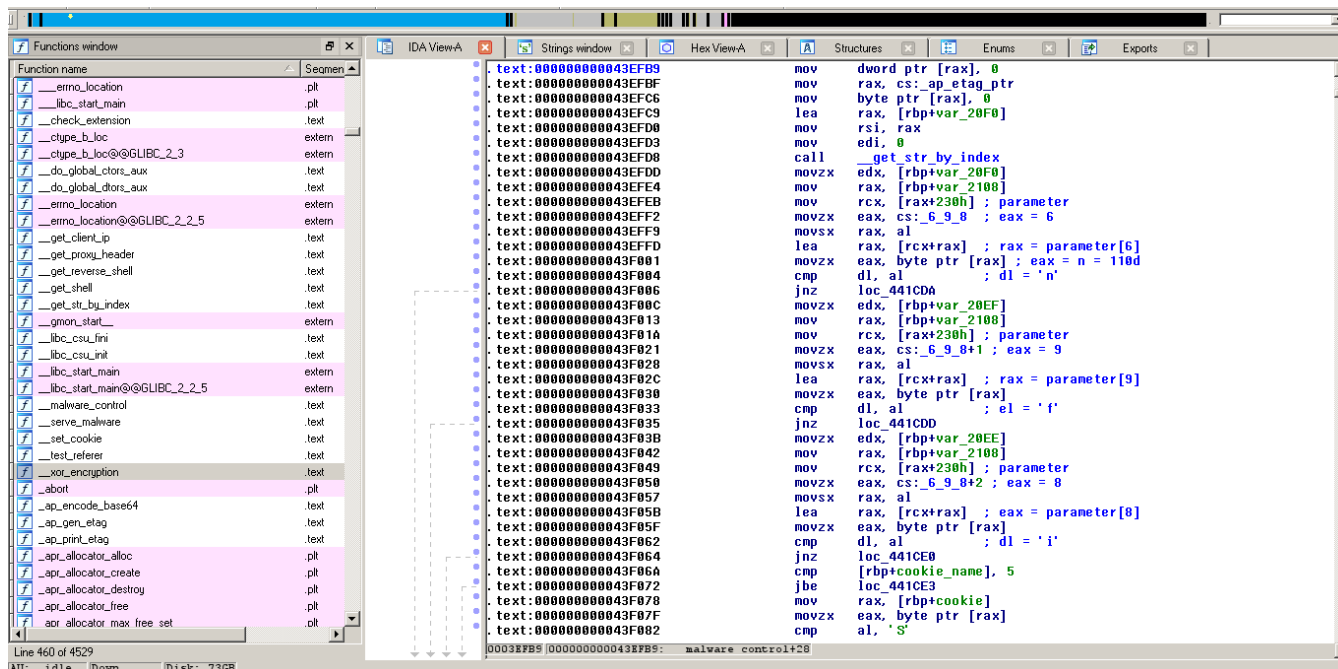 Functions window
IDA View-A
Strings window
Hex View-A
Structures
Enums
Exports
Function name Segmen
___errno_location .plt
___libc_start_main .plt
__check_extension .text
__ctype_b_loc extern
__ctype_b_loc@@GLIBC_2_3 extern
__do_global_ctors_aux .text
__do_global_dtors_aux .text
__errno_location extern
__errno_location@@GLIBC_2_2_5 extern
__get_client_ip .text
__get_proxy_header .text
__get_reverse_shell .text
__get_shell .text
__get_str_by_index .text
__gmon_start__ extern
__libc_csu_fini .text
__libc_csu_init .text
__libc_start_main extern
__libc_start_main@@GLIBC_2_2_5 extern
__malware_control .text
__serve_malware .text
__set_cookie .text
__test_referer .text
__xor_encryption .text
_abort .plt
_ap_encode_base64 .text
_ap_gen_etag .text
_ap_print_etag .text
_apr_allocator_alloc .plt
_apr_allocator_create .plt
_apr_allocator_destroy .plt
_apr_allocator_free .plt
_apr_allocator_max_free_set .plt
Line 460 of 4529
.text:000000000043EFB9 mov dword ptr [rax], 0
.text:000000000043EFBF mov rax, cs:_ap_etag_ptr
.text:000000000043EFC6 mov byte ptr [rax], 0
.text:000000000043EFC9 lea rax, [rbp+var_20F0]
.text:000000000043EFD0 mov rsi, rax
.text:000000000043EFD3 mov edi, 0
.text:000000000043EFD8 call __get_str_by_index
.text:000000000043EFDD movzx edx, [rbp+var_20F0]
.text:000000000043EFE4 mov rax, [rbp+var_2108]
.text:000000000043EFEB mov rcx, [rax+230h] ; parameter
.text:000000000043EFF2 movzx eax, cs:_6_9_8 ; eax = 6
.text:000000000043EFF9 movsx rax, al
.text:000000000043EFFD lea rax, [rcx+rax] ; rax = parameter[6]
.text:000000000043F001 movzx eax, byte ptr [rax] ; eax = n = 110d
.text:000000000043F004 cmp dl, al ; dl = 'n'
.text:000000000043F006 jnz loc_441CDA
.text:000000000043F00C movzx edx, [rbp+var_20EF]
.text:000000000043F013 mov rax, [rbp+var_2108]
.text:000000000043F01A mov rcx, [rax+230h] ; parameter
.text:000000000043F021 movzx eax, cs:_6_9_8+1 ; eax = 9
.text:000000000043F028 movsx rax, al
.text:000000000043F02C lea rax, [rcx+rax] ; rax = parameter[9]
.text:000000000043F030 movzx eax, byte ptr [rax]
.text:000000000043F033 cmp dl, al ; el = 'f'
.text:000000000043F035 jnz loc_441CDD
.text:000000000043F03B movzx edx, [rbp+var_20EE]
.text:000000000043F042 mov rax, [rbp+var_2108]
.text:000000000043F049 mov rcx, [rax+230h] ; parameter
.text:000000000043F050 movzx eax, cs:_6_9_8+2 ; eax = 8
.text:000000000043F057 movsx rax, al
.text:000000000043F05B lea rax, [rcx+rax] ; eax = parameter[8]
.text:000000000043F05F movzx eax, byte ptr [rax]
.text:000000000043F062 cmp dl, al ; dl = 'i'
.text:000000000043F064 jnz loc_441CE0
.text:000000000043F06A cmp [rbp+cookie_name], 5
.text:000000000043F072 jbe loc_441CE3
.text:000000000043F078 mov rax, [rbp+cookie]
.text:000000000043F07F movzx eax, byte ptr [rax]
.text:000000000043F082 cmp al, 'S'
0003EFB9 000000000043EFB9: malware control+28
AU: idle Down Disk: 73GB